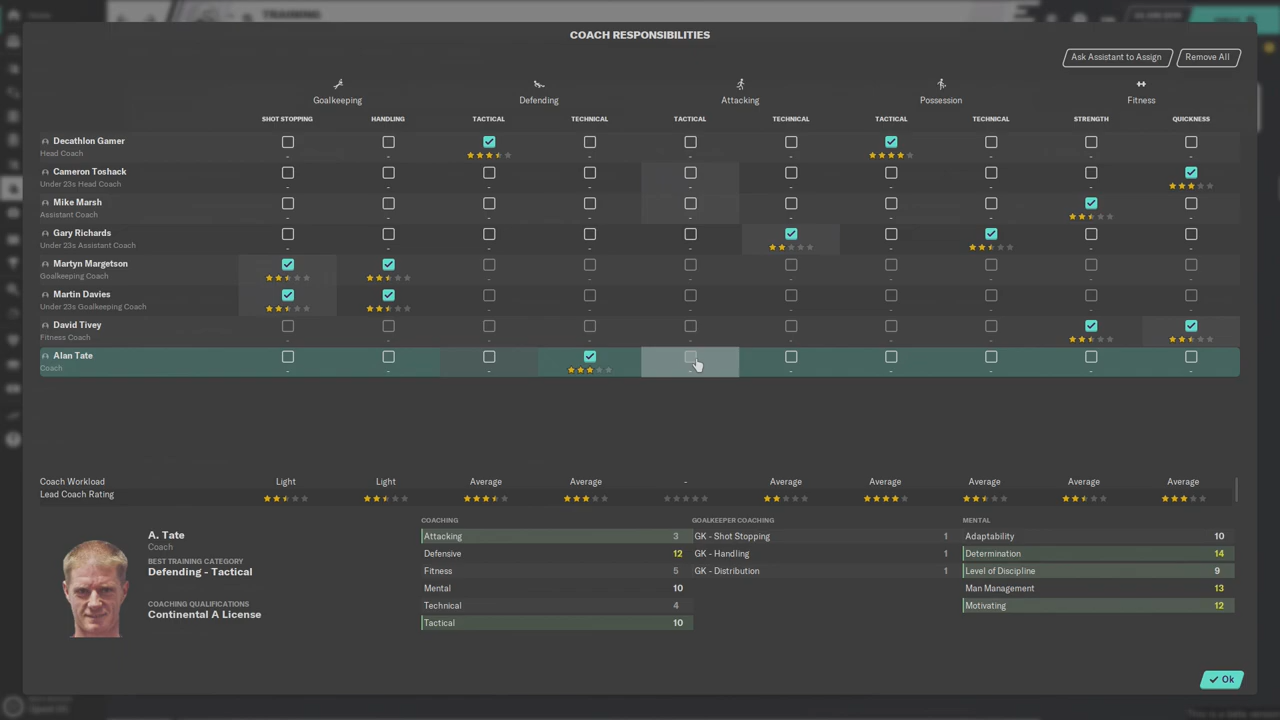 TRAINING
COACH RESPONSIBILITIES
Ask Assistant to Assign
Remove All
Goalkeeping Defending Attacking Possession Fitness
SHOT STOPPING HANDLING TACTICAL TECHNICAL TACTICAL TECHNICAL TACTICAL TECHNICAL STRENGTH QUICKNESS
Decathlon Gamer
Head Coach
- - - - - - - -
Cameron Toshack
Under 23s Head Coach
- - - - - - - - -
Mike Marsh
Assistant Coach
- - - - - - - - -
Gary Richards
Under 23s Assistant Coach
- - - - - - - -
Martyn Margetson
Goalkeeping Coach
- - - - - - - -
Martin Davies
Under 23s Goalkeeping Coach
- - - - - - - -
David Tivey
Fitness Coach
- - - - - - - -
Alan Tate
Coach
- - - - - - - - -
Coach Workload Light Light Average Average - Average Average Average Average Average
Lead Coach Rating
A. Tate
Coach
BEST TRAINING CATEGORY
Defending - Tactical
COACHING QUALIFICATIONS
Continental A License
COACHING
Attacking 3
Defensive 12
Fitness 5
Mental 10
Technical 4
Tactical 10
GOALKEEPER COACHING
GK - Shot Stopping 1
GK - Handling 1
GK - Distribution 1
MENTAL
Adaptability 10
Determination 14
Level of Discipline 9
Man Management 13
Motivating 12
Ok